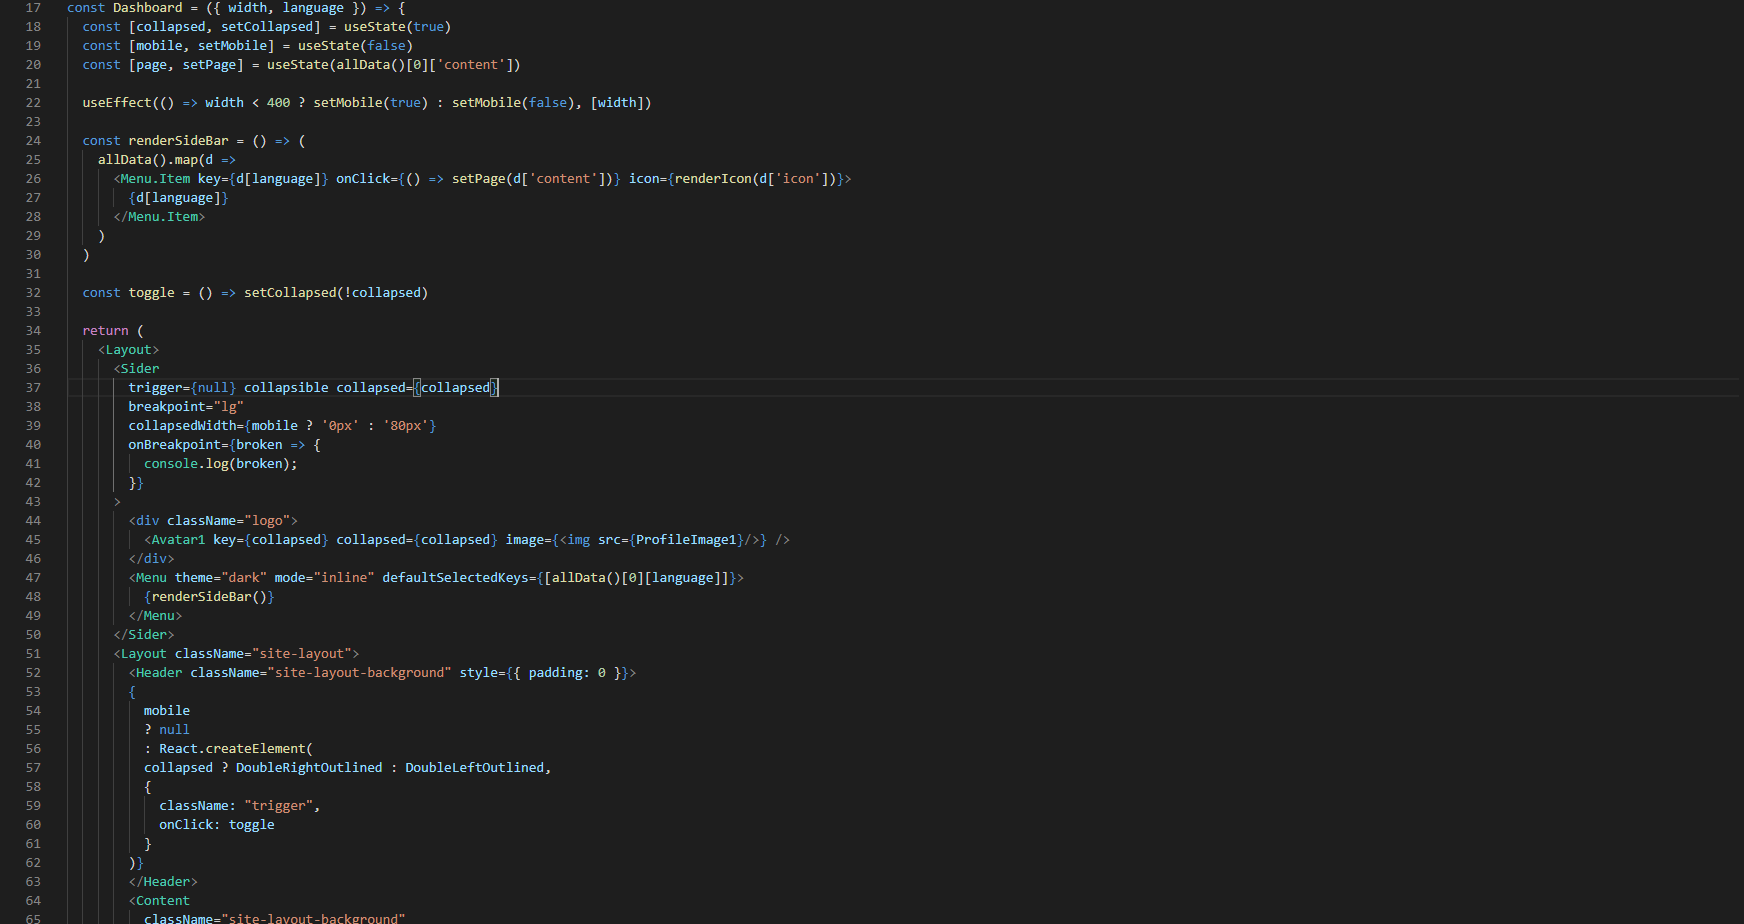 17 const Dashboard = ({ width, language }) => {
18   const [collapsed, setCollapsed] = useState(true)
19   const [mobile, setMobile] = useState(false)
20   const [page, setPage] = useState(allData()[0]['content'])
21
22   useEffect(() => width < 400 ? setMobile(true) : setMobile(false), [width])
23
24   const renderSideBar = () => (
25     allData().map(d =>
26       <Menu.Item key={d[language]} onClick={() => setPage(d['content'])} icon={renderIcon(d['icon'])}>
27         {d[language]}
28       </Menu.Item>
29     )
30   )
31
32   const toggle = () => setCollapsed(!collapsed)
33
34   return (
35     <Layout>
36       <Sider
37         trigger={null} collapsible collapsed={collapsed}
38         breakpoint="lg"
39         collapsedWidth={mobile ? '0px' : '80px'}
40         onBreakpoint={broken => {
41           console.log(broken);
42         }}
43       >
44         <div className="logo">
45           <Avatar1 key={collapsed} collapsed={collapsed} image={<img src={ProfileImage1}/>} />
46         </div>
47         <Menu theme="dark" mode="inline" defaultSelectedKeys={[allData()[0][language]]}>
48           {renderSideBar()}
49         </Menu>
50       </Sider>
51       <Layout className="site-layout">
52         <Header className="site-layout-background" style={{ padding: 0 }}>
53         {
54           mobile
55           ? null
56           : React.createElement(
57           collapsed ? DoubleRightOutlined : DoubleLeftOutlined,
58           {
59             className: "trigger",
60             onClick: toggle
61           }
62         )}
63         </Header>
64         <Content
65           className="site-layout-background"